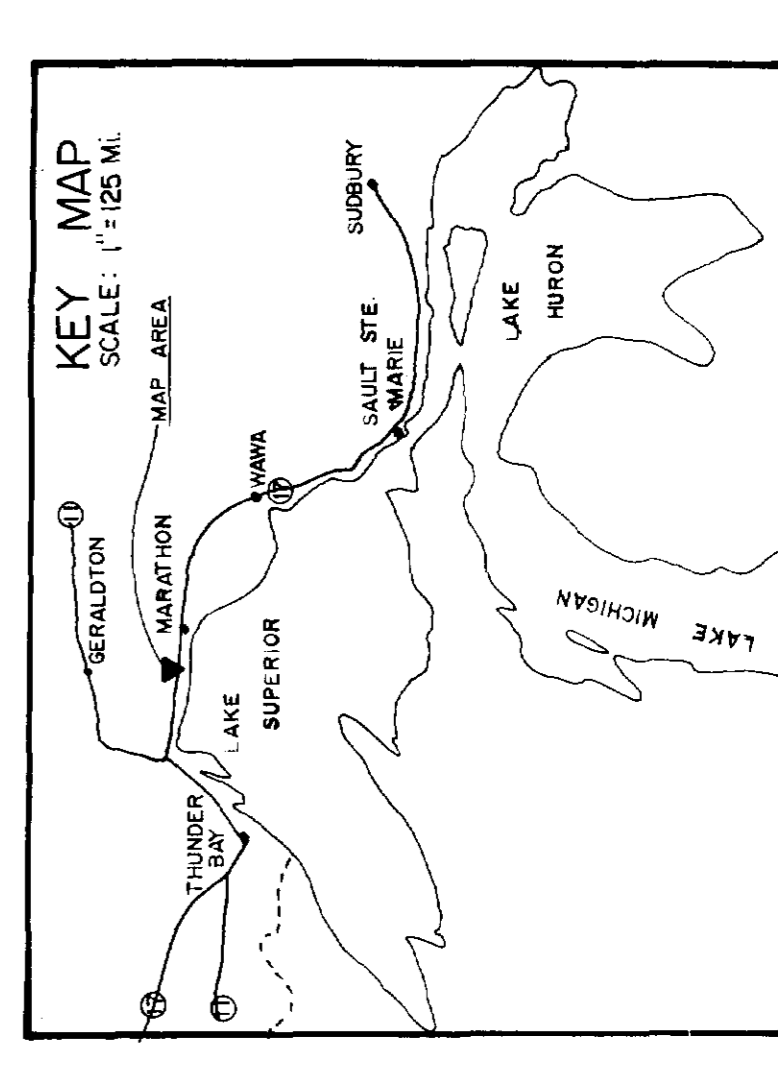 KEY MAP
SCALE: 1" = 125 Mi.
MAP AREA
11
GERALDTON
MARATHON
WAWA
17
SUDBURY
SAULT STE.
MARIE
THUNDER
BAY
17
11
LAKE
SUPERIOR
LAKE
HURON
LAKE MICHIGAN